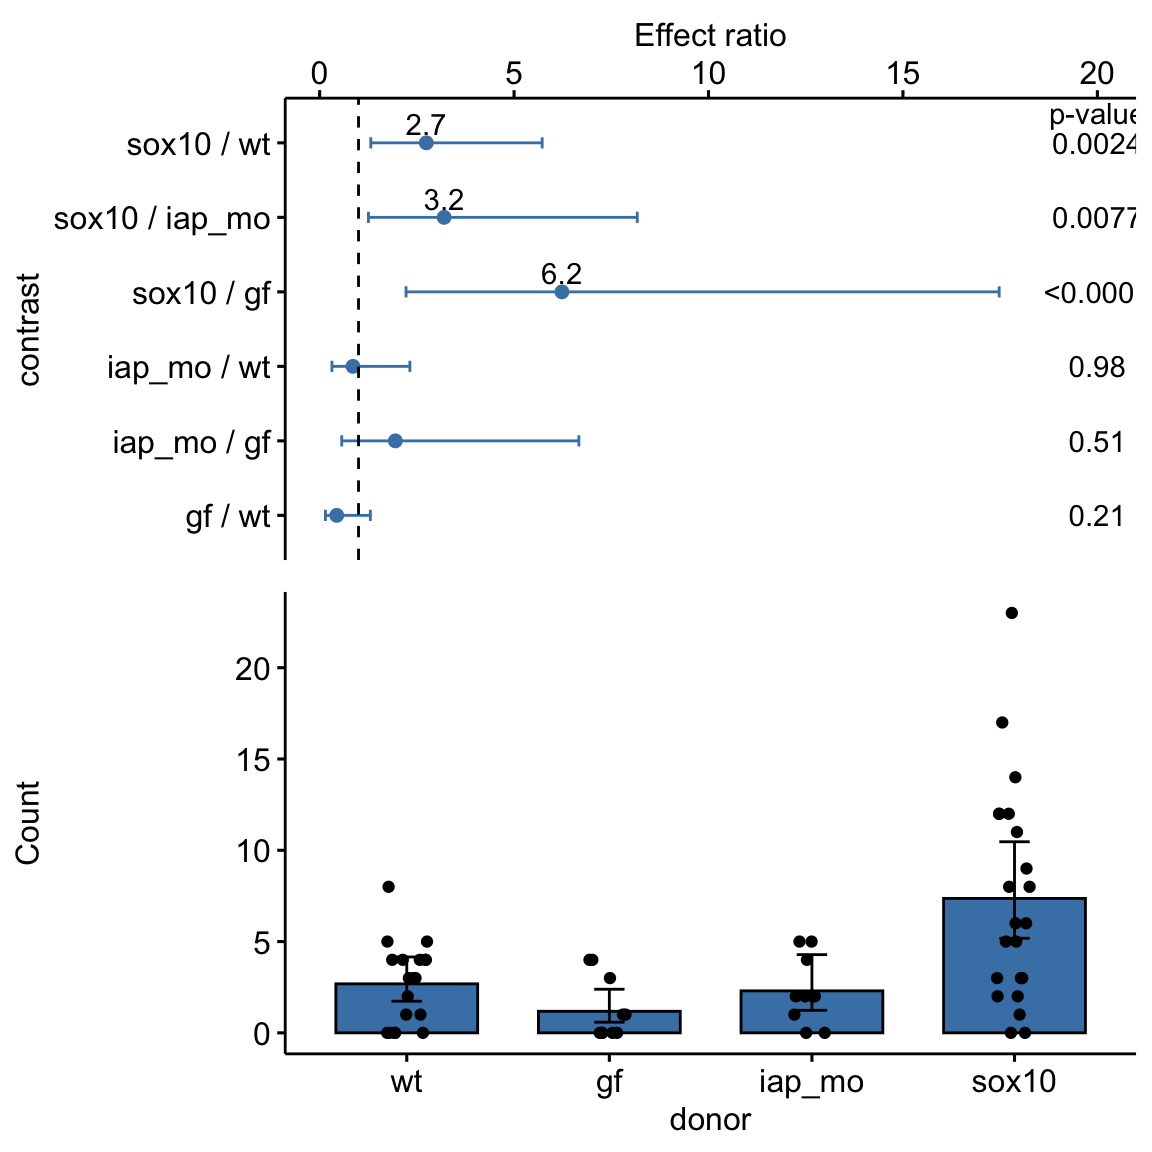 Effect ratio
0 5 10 15 20
p-value
sox10 / wt 2.7 0.0024
sox10 / iap_mo 3.2 0.0077
sox10 / gf 6.2 <0.000
iap_mo / wt 0.98
iap_mo / gf 0.51
gf / wt 0.21
contrast
20
15
10
5
0
Count
wt gf iap_mo sox10
donor